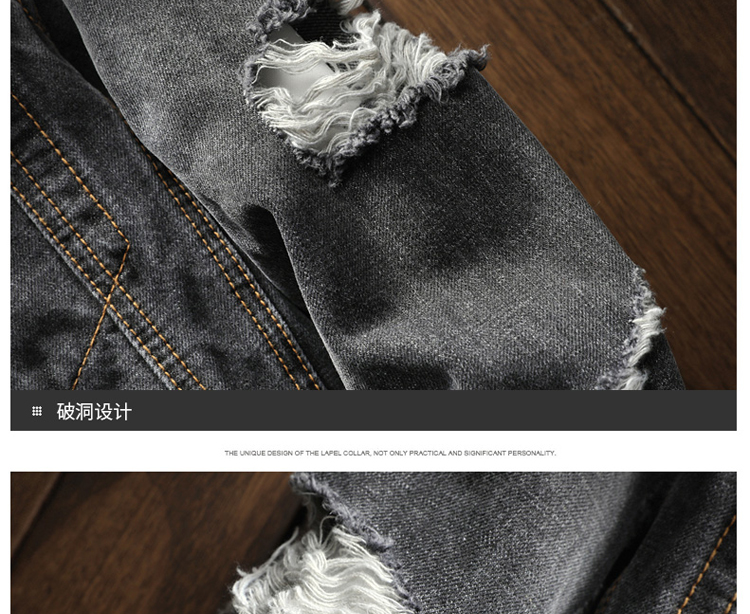 破洞设计
THE UNIQUE DESIGN OF THE LAPEL COLLAR, NOT ONLY PRACTICAL AND SIGNIFICANT PERSONALITY.